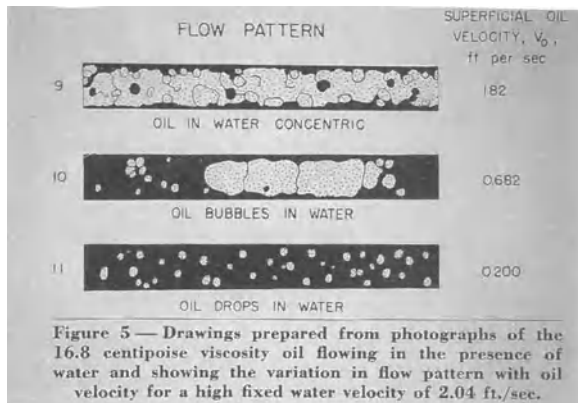 FLOW PATTERN
SUPERFICIAL OIL
VELOCITY, Vo,
ft per sec
9
1.82
OIL IN WATER CONCENTRIC
10
0.682
OIL BUBBLES IN WATER
11
0.200
OIL DROPS IN WATER
Figure 5 — Drawings prepared from photographs of the
16.8 centipoise viscosity oil flowing in the presence of
water and showing the variation in flow pattern with oil
velocity for a high fixed water velocity of 2.04 ft./sec.